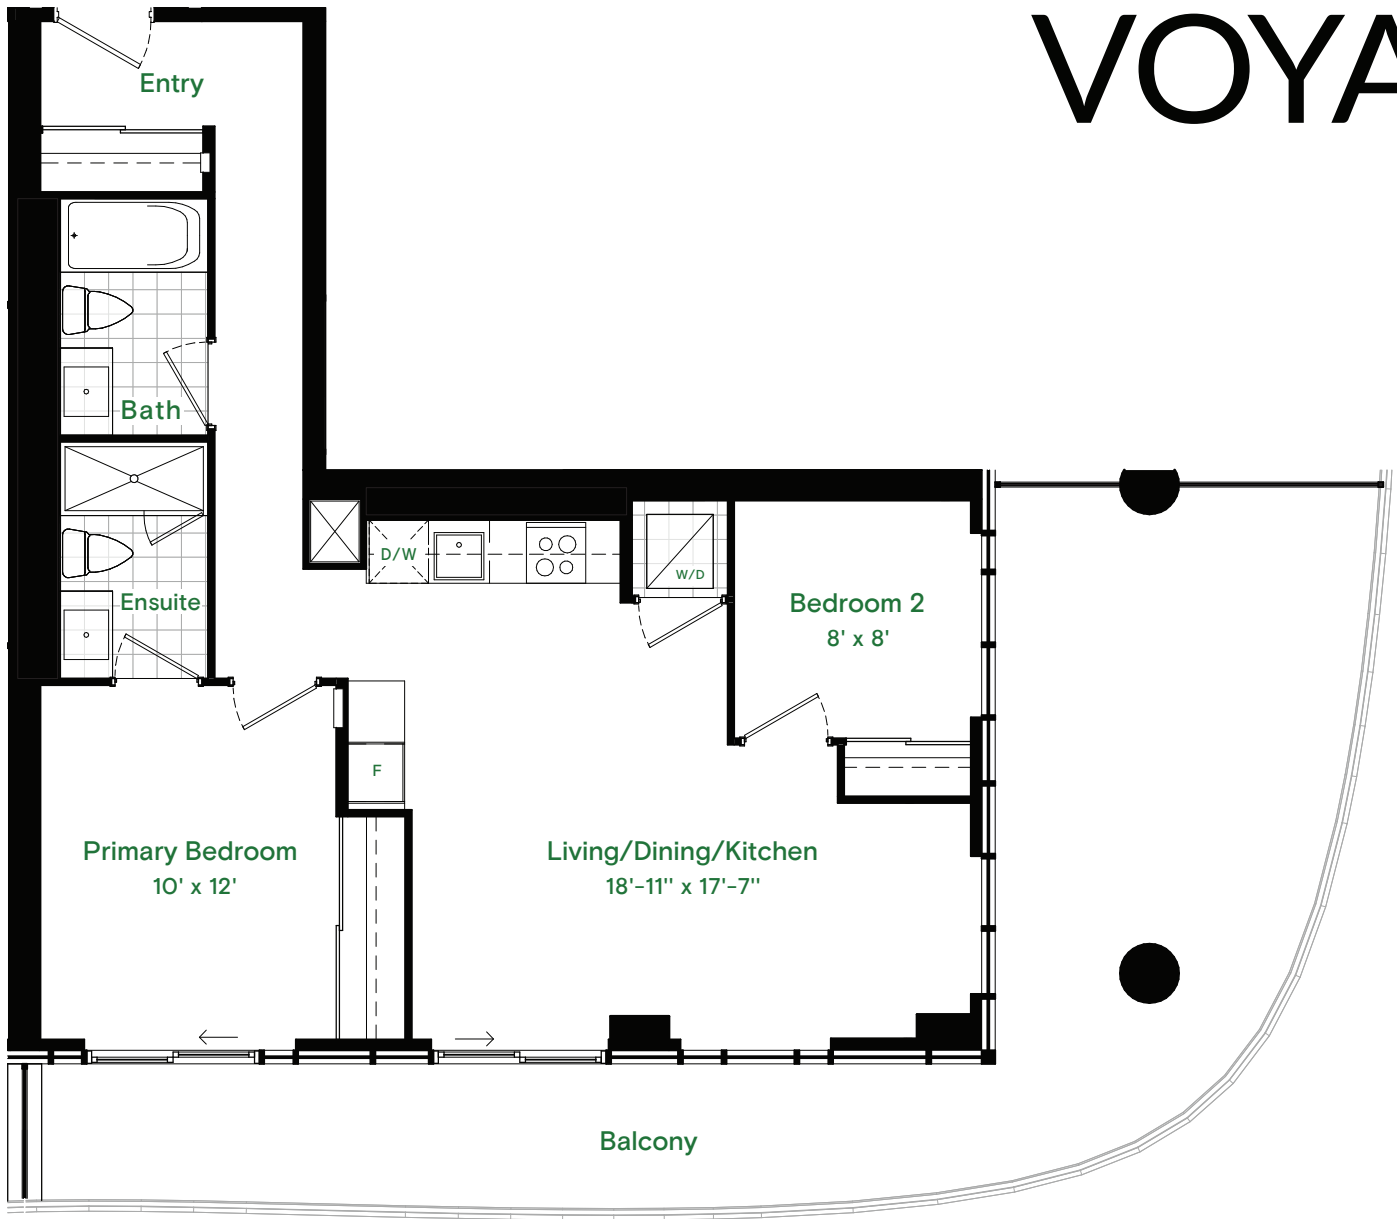 VOYA
Entry
Bath
Ensuite
D/W
W/D
Bedroom 2
8' x 8'
F
Primary Bedroom
10' x 12'
Living/Dining/Kitchen
18'-11" x 17'-7"
Balcony